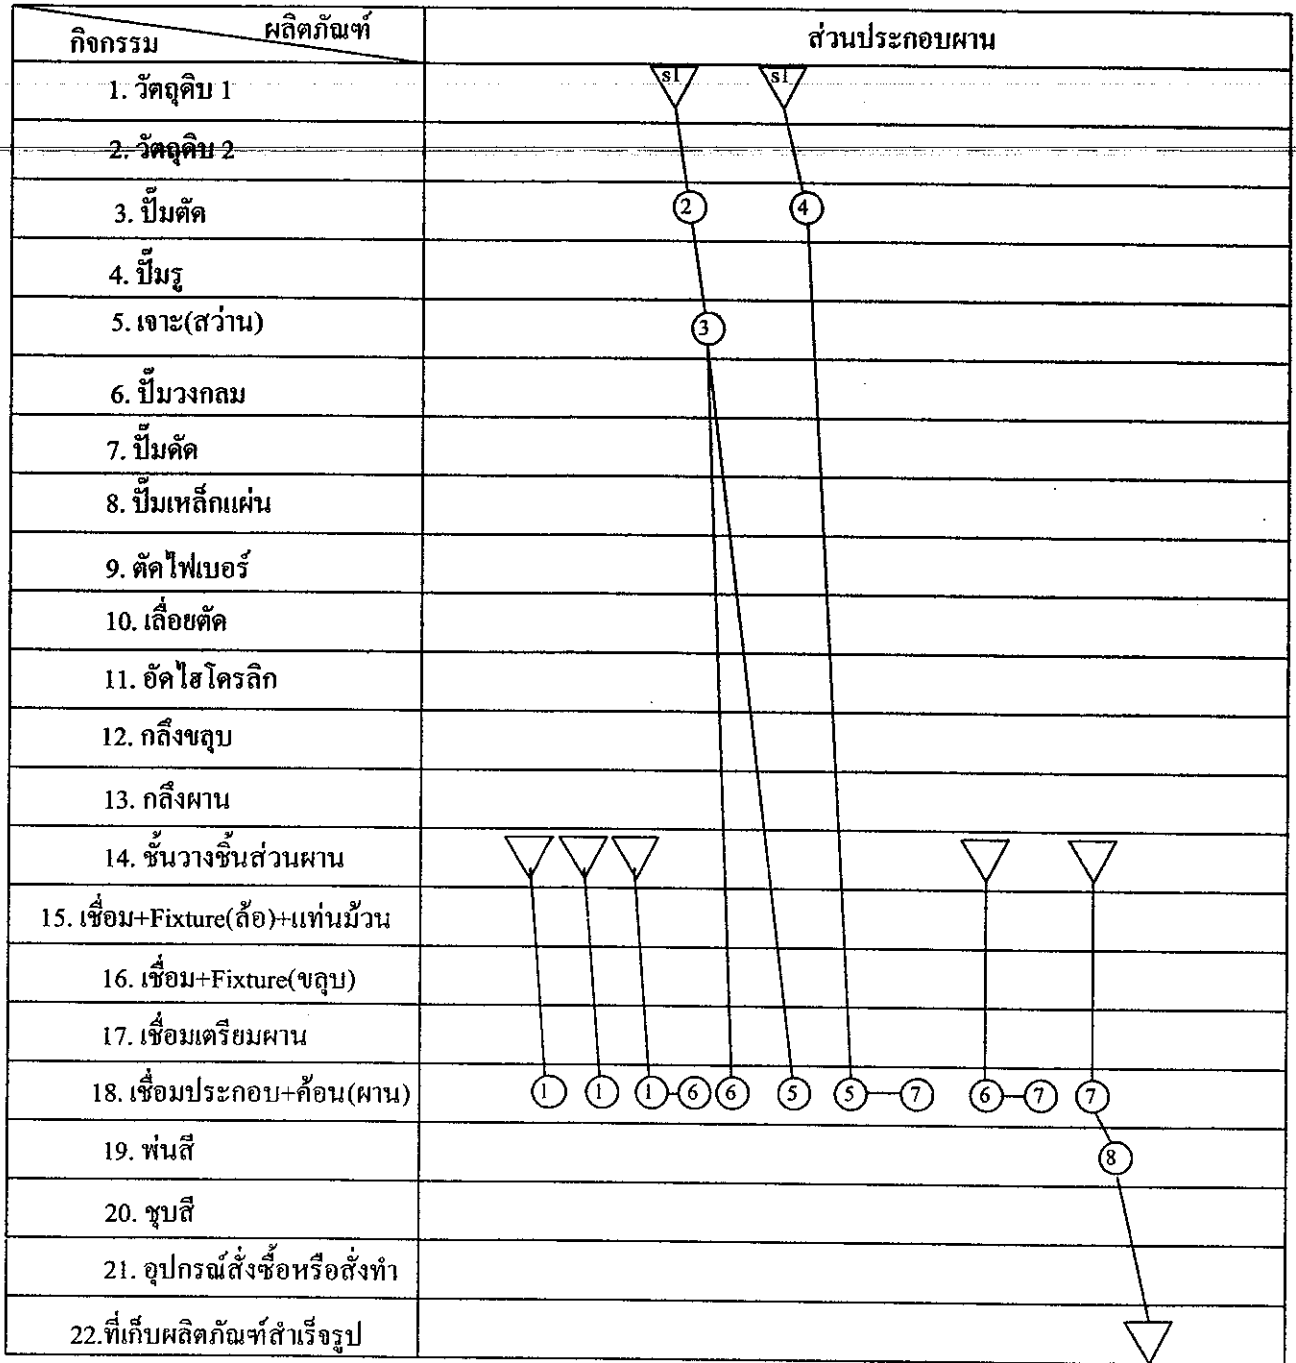 ผลิตภัณฑ์
กิจกรรม
ส่วนประกอบผาน
1. วัตถุดิบ 1
s1 s1
2. วัตถุดิบ 2
3. ปั๊มตัด
2 4
4. ปั๊มรู
5. เจาะ(สว่าน)
3
6. ปั๊มวงกลม
7. ปั๊มดัด
8. ปั๊มเหล็กแผ่น
9. ตัดไฟเบอร์
10. เลื่อยตัด
11. อัดไฮโดรลิก
12. กลึงขลุบ
13. กลึงผาน
14. ชั้นวางชิ้นส่วนผาน
15. เชื่อม+Fixture(ล้อ)+แท่นม้วน
16. เชื่อม+Fixture(ขลุบ)
17. เชื่อมเตรียมผาน
18. เชื่อมประกอบ+ค้อน(ผาน)
1 1 1 6 6 5 5 7 6 7 7
19. พ่นสี
8
20. ชุบสี
21. อุปกรณ์สั่งซื้อหรือสั่งทำ
22.ที่เก็บผลิตภัณฑ์สำเร็จรูป